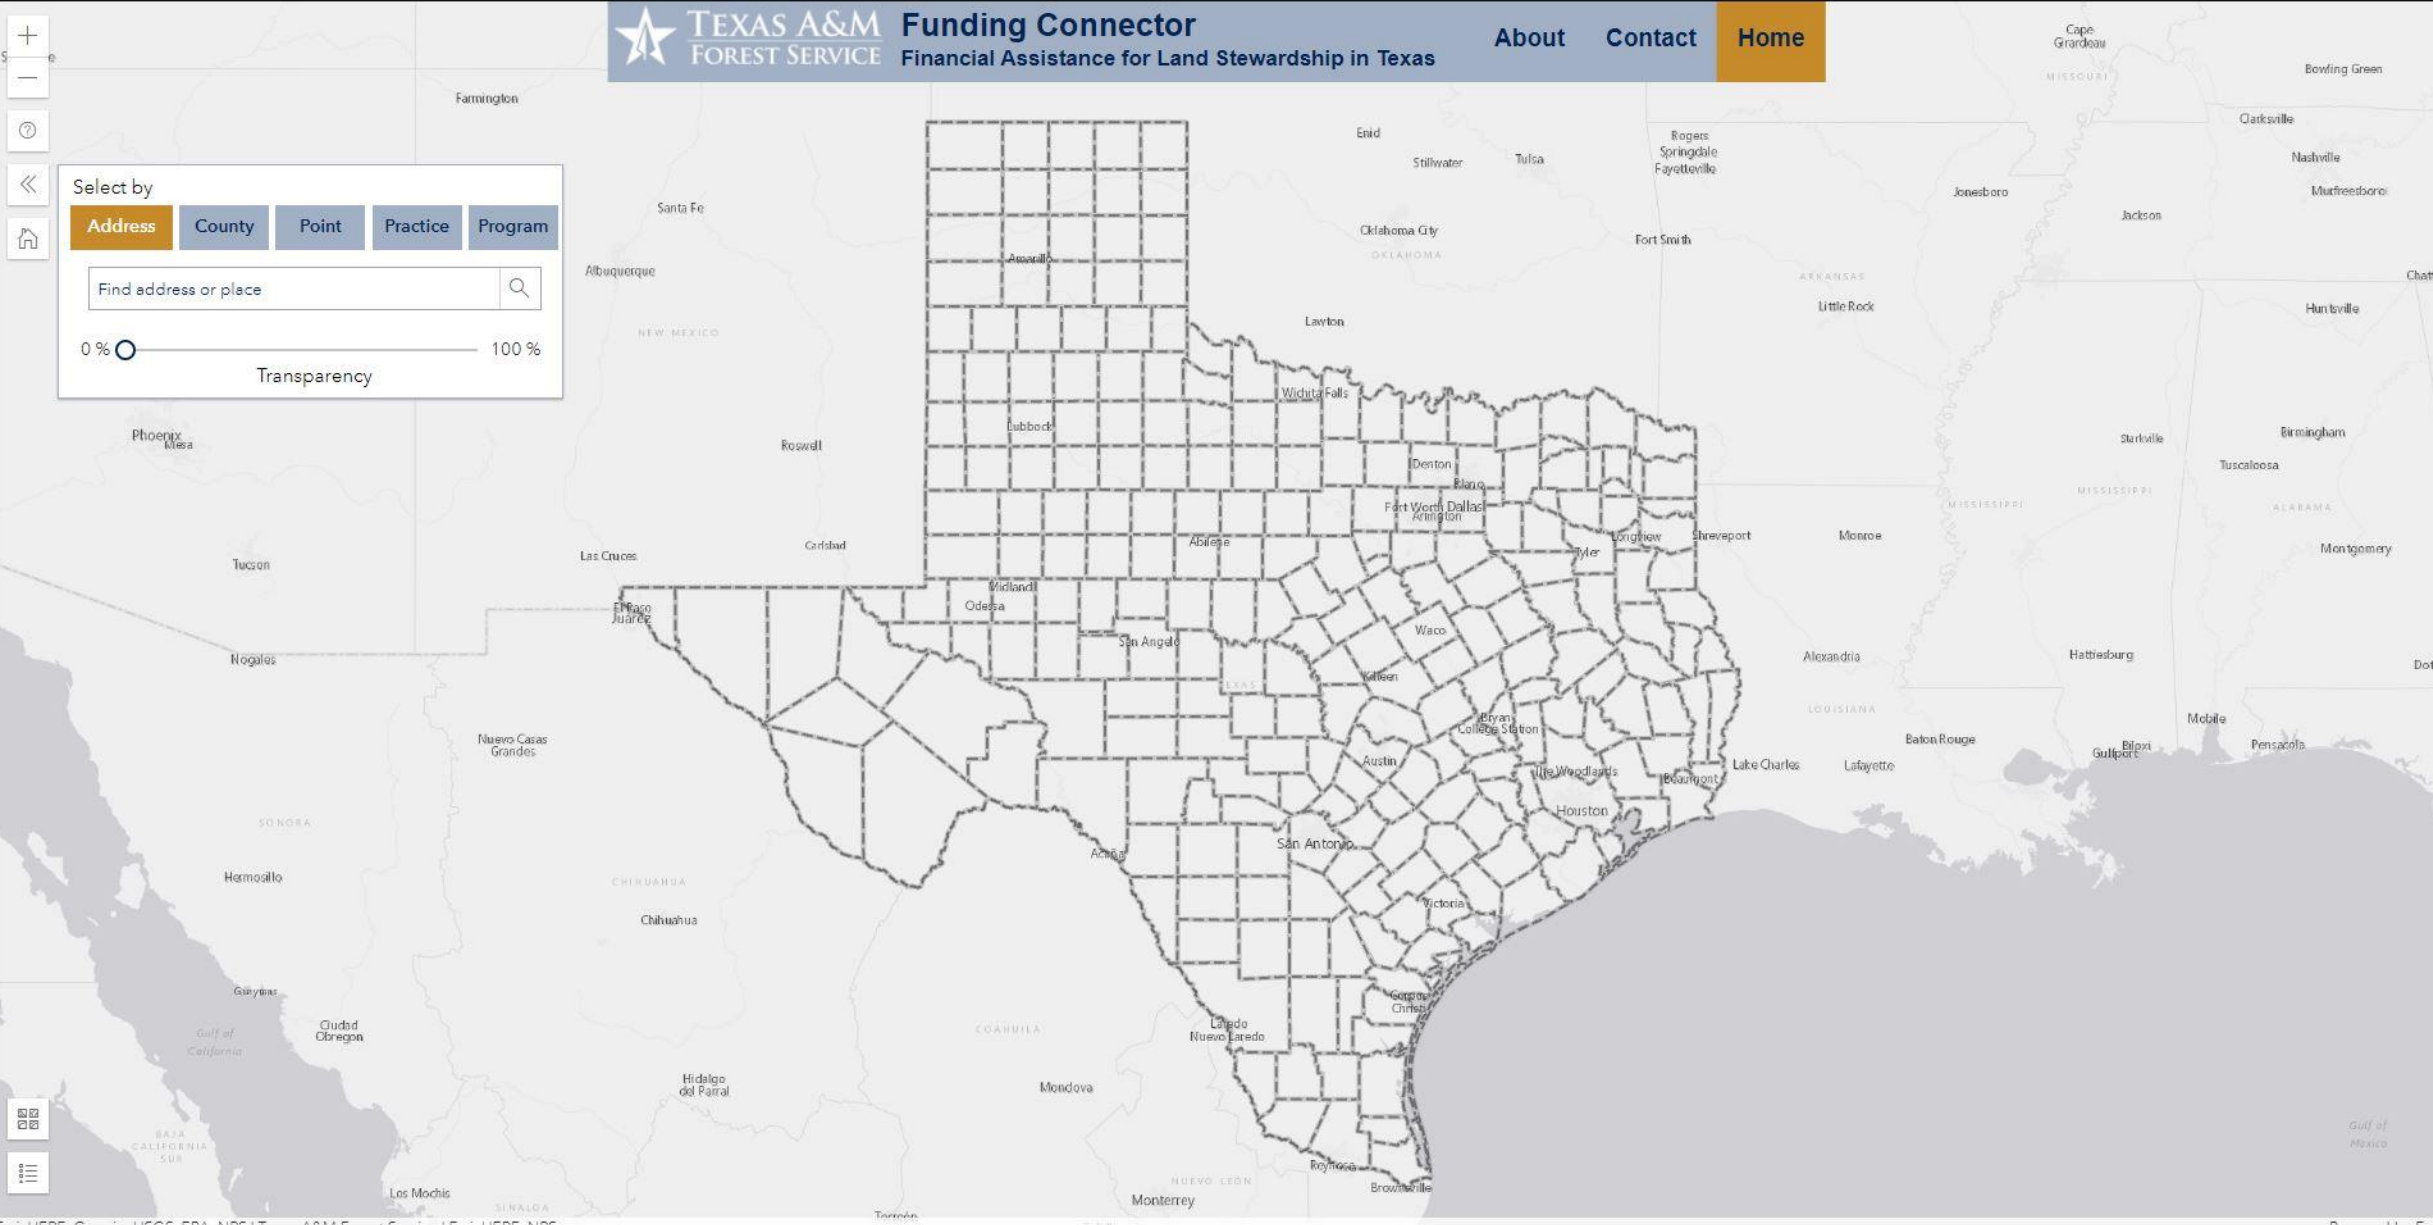 TEXAS A&M
FOREST SERVICE
Funding Connector
Financial Assistance for Land Stewardship in Texas
About
Contact
Home
Select by
Address
County
Point
Practice
Program
Find address or place
0 %
100 %
Transparency
Cape
Girardeau
MISSOURI
Bowling Green
Farmington
Enid
Stillwater
Tulsa
Rogers
Springdale
Fayetteville
Clarksville
Nashville
Murfreesboro
Jonesboro
Jackson
Santa Fe
Oklahoma City
OKLAHOMA
Fort Smith
Amarillo
Albuquerque
ARKANSAS
Little Rock
Huntsville
NEW MEXICO
Lawton
Wichita Falls
Phoenix
Mesa
Roswell
Lubbock
Starkville
Birmingham
Tuscaloosa
Denton
Plano
Fort Worth
Dallas
Arlington
MISSISSIPPI
MISSISSIPPI
ALABAMA
Las Cruces
Carlsbad
Abilene
Tyler
Longview
Shreveport
Monroe
Montgomery
Tucson
El Paso
Juárez
Midland
Odessa
San Angelo
Waco
Nogales
Killeen
Alexandria
Hattiesburg
LOUISIANA
Bryan
College Station
Mobile
Nuevo Casas
Grandes
Austin
The Woodlands
Beaumont
Lake Charles
Lafayette
Baton Rouge
Gulfport
Biloxi
Pensacola
SONORA
Houston
San Antonio
Acuña
Hermosillo
CHIHUAHUA
Chihuahua
Victoria
Guaymas
Corpus
Christi
Gulf of
California
Ciudad
Obregon
COAHUILA
Laredo
Nuevo Laredo
Hidalgo
del Parral
Monclova
BAJA
CALIFORNIA
SUR
Gulf of
Mexico
Reynosa
Brownsville
Los Mochis
SINALOA
NUEVO LEÓN
Monterrey
Torreón